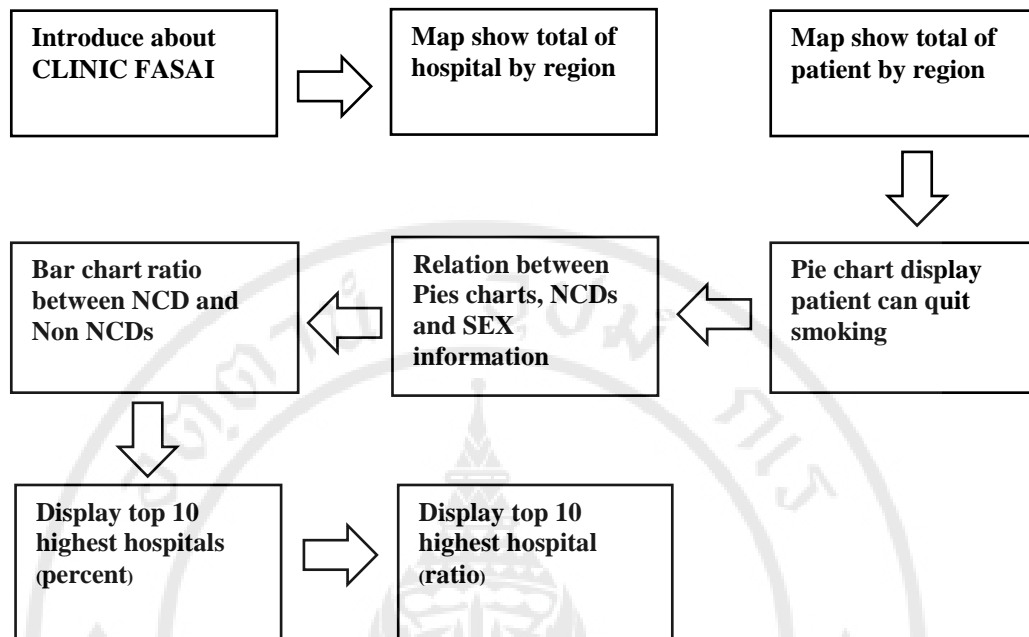 Introduce about
CLINIC FASAI
Map show total of
hospital by region
Map show total of
patient by region
Pie chart display
patient can quit
smoking
Relation between
Pies charts, NCDs
and SEX
information
Bar chart ratio
between NCD and
Non NCDs
Display top 10
highest hospitals
(percent)
Display top 10
highest hospital
(ratio)